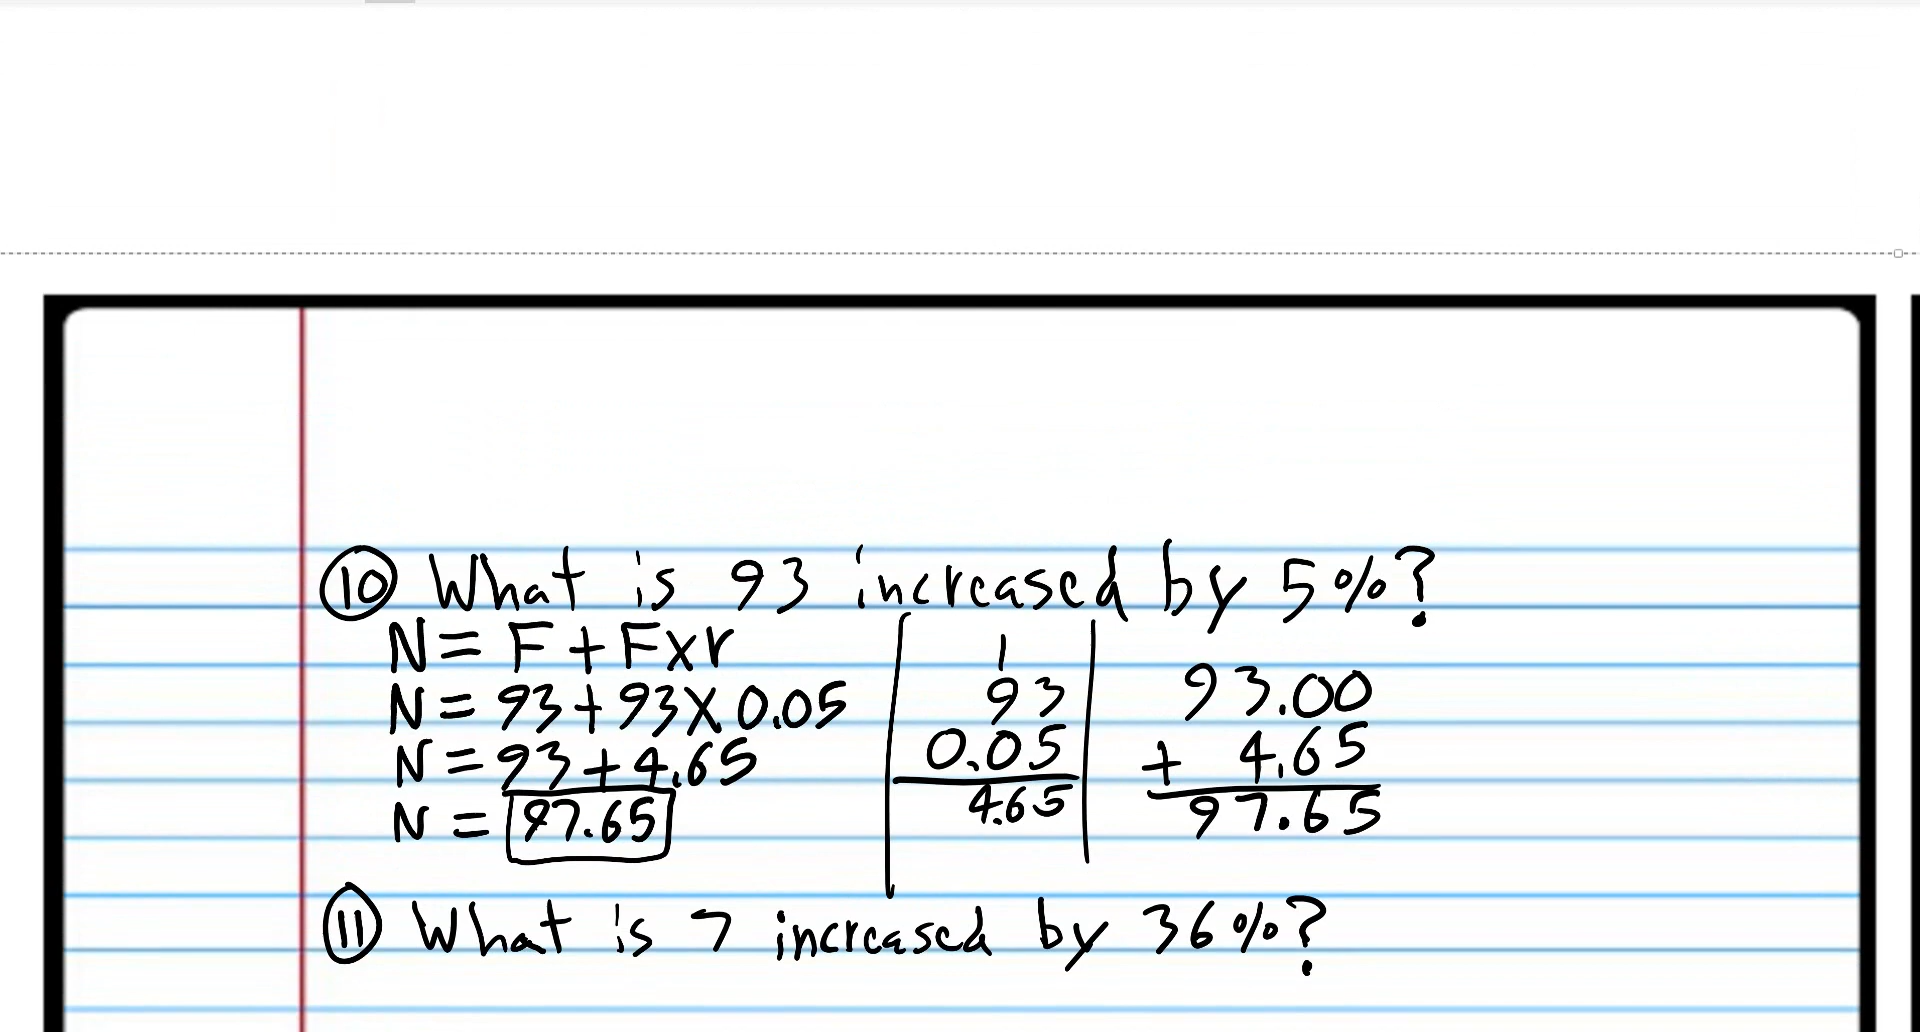 ⑩ What is 93 increased by 5%?
N = F + F x r
N = 93 + 93 x 0.05
N = 93 + 4.65
N = 97.65
1
93
0.05
4.65
93.00
+ 4.65
97.65
⑪ What is 7 increased by 36%?